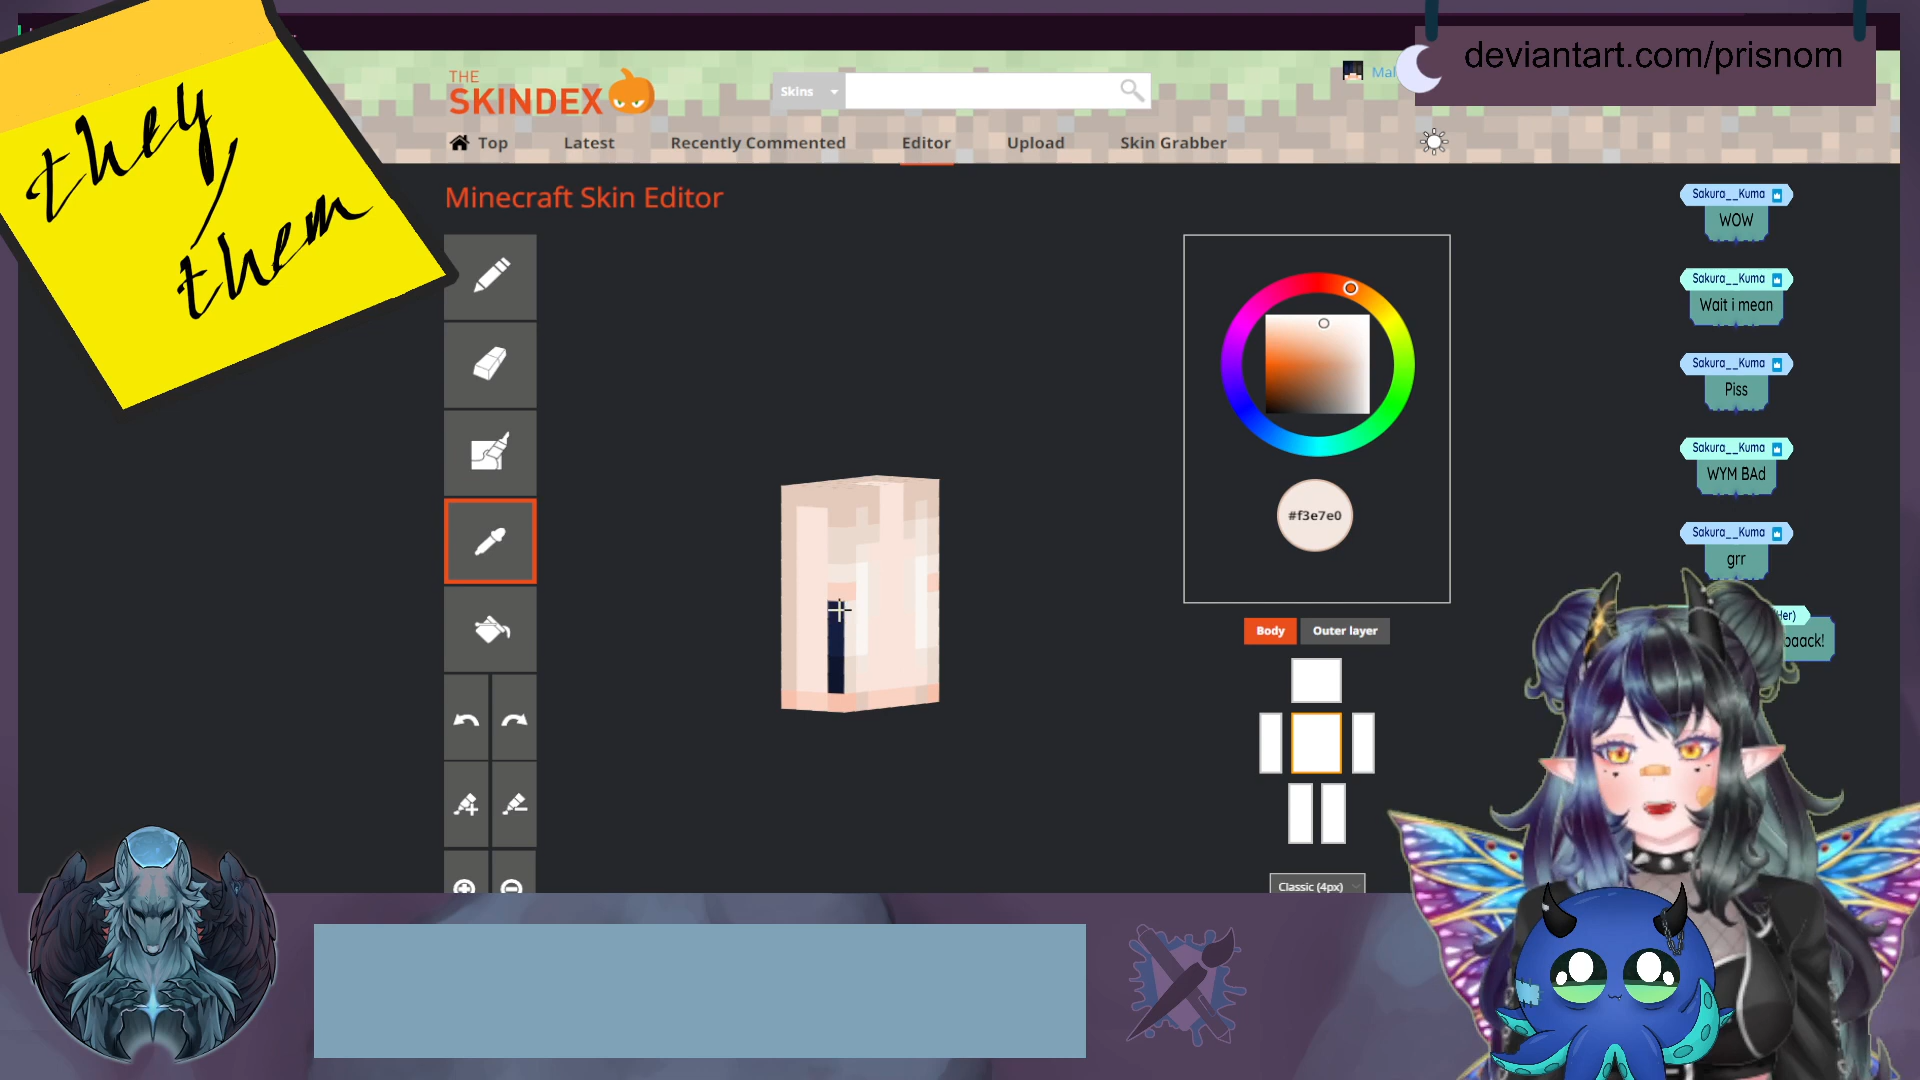 they
/
them
THE
SKINDEX
Skins
Mal
deviantart.com/prisnom
Top
Latest
Recently Commented
Editor
Upload
Skin Grabber
Minecraft Skin Editor
#f3e7e0
Body
Outer layer
Classic (4px)
Sakura__Kuma
WOW
Sakura__Kuma
Wait i mean
Sakura__Kuma
Piss
Sakura__Kuma
WYM BAd
Sakura__Kuma
grr
Her)
baack!